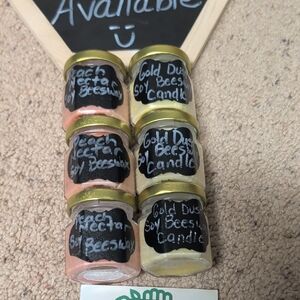 Available
Peach
Nectar
Soy Beeswax
Gold Dust
Soy Beesw
Candle
Peach
Nectar
Soy Beeswax
Gold Dust
Soy Beesw
Candle
Peach
Nectar
Soy Beeswax
Gold Dust
Soy Beesw
Candle